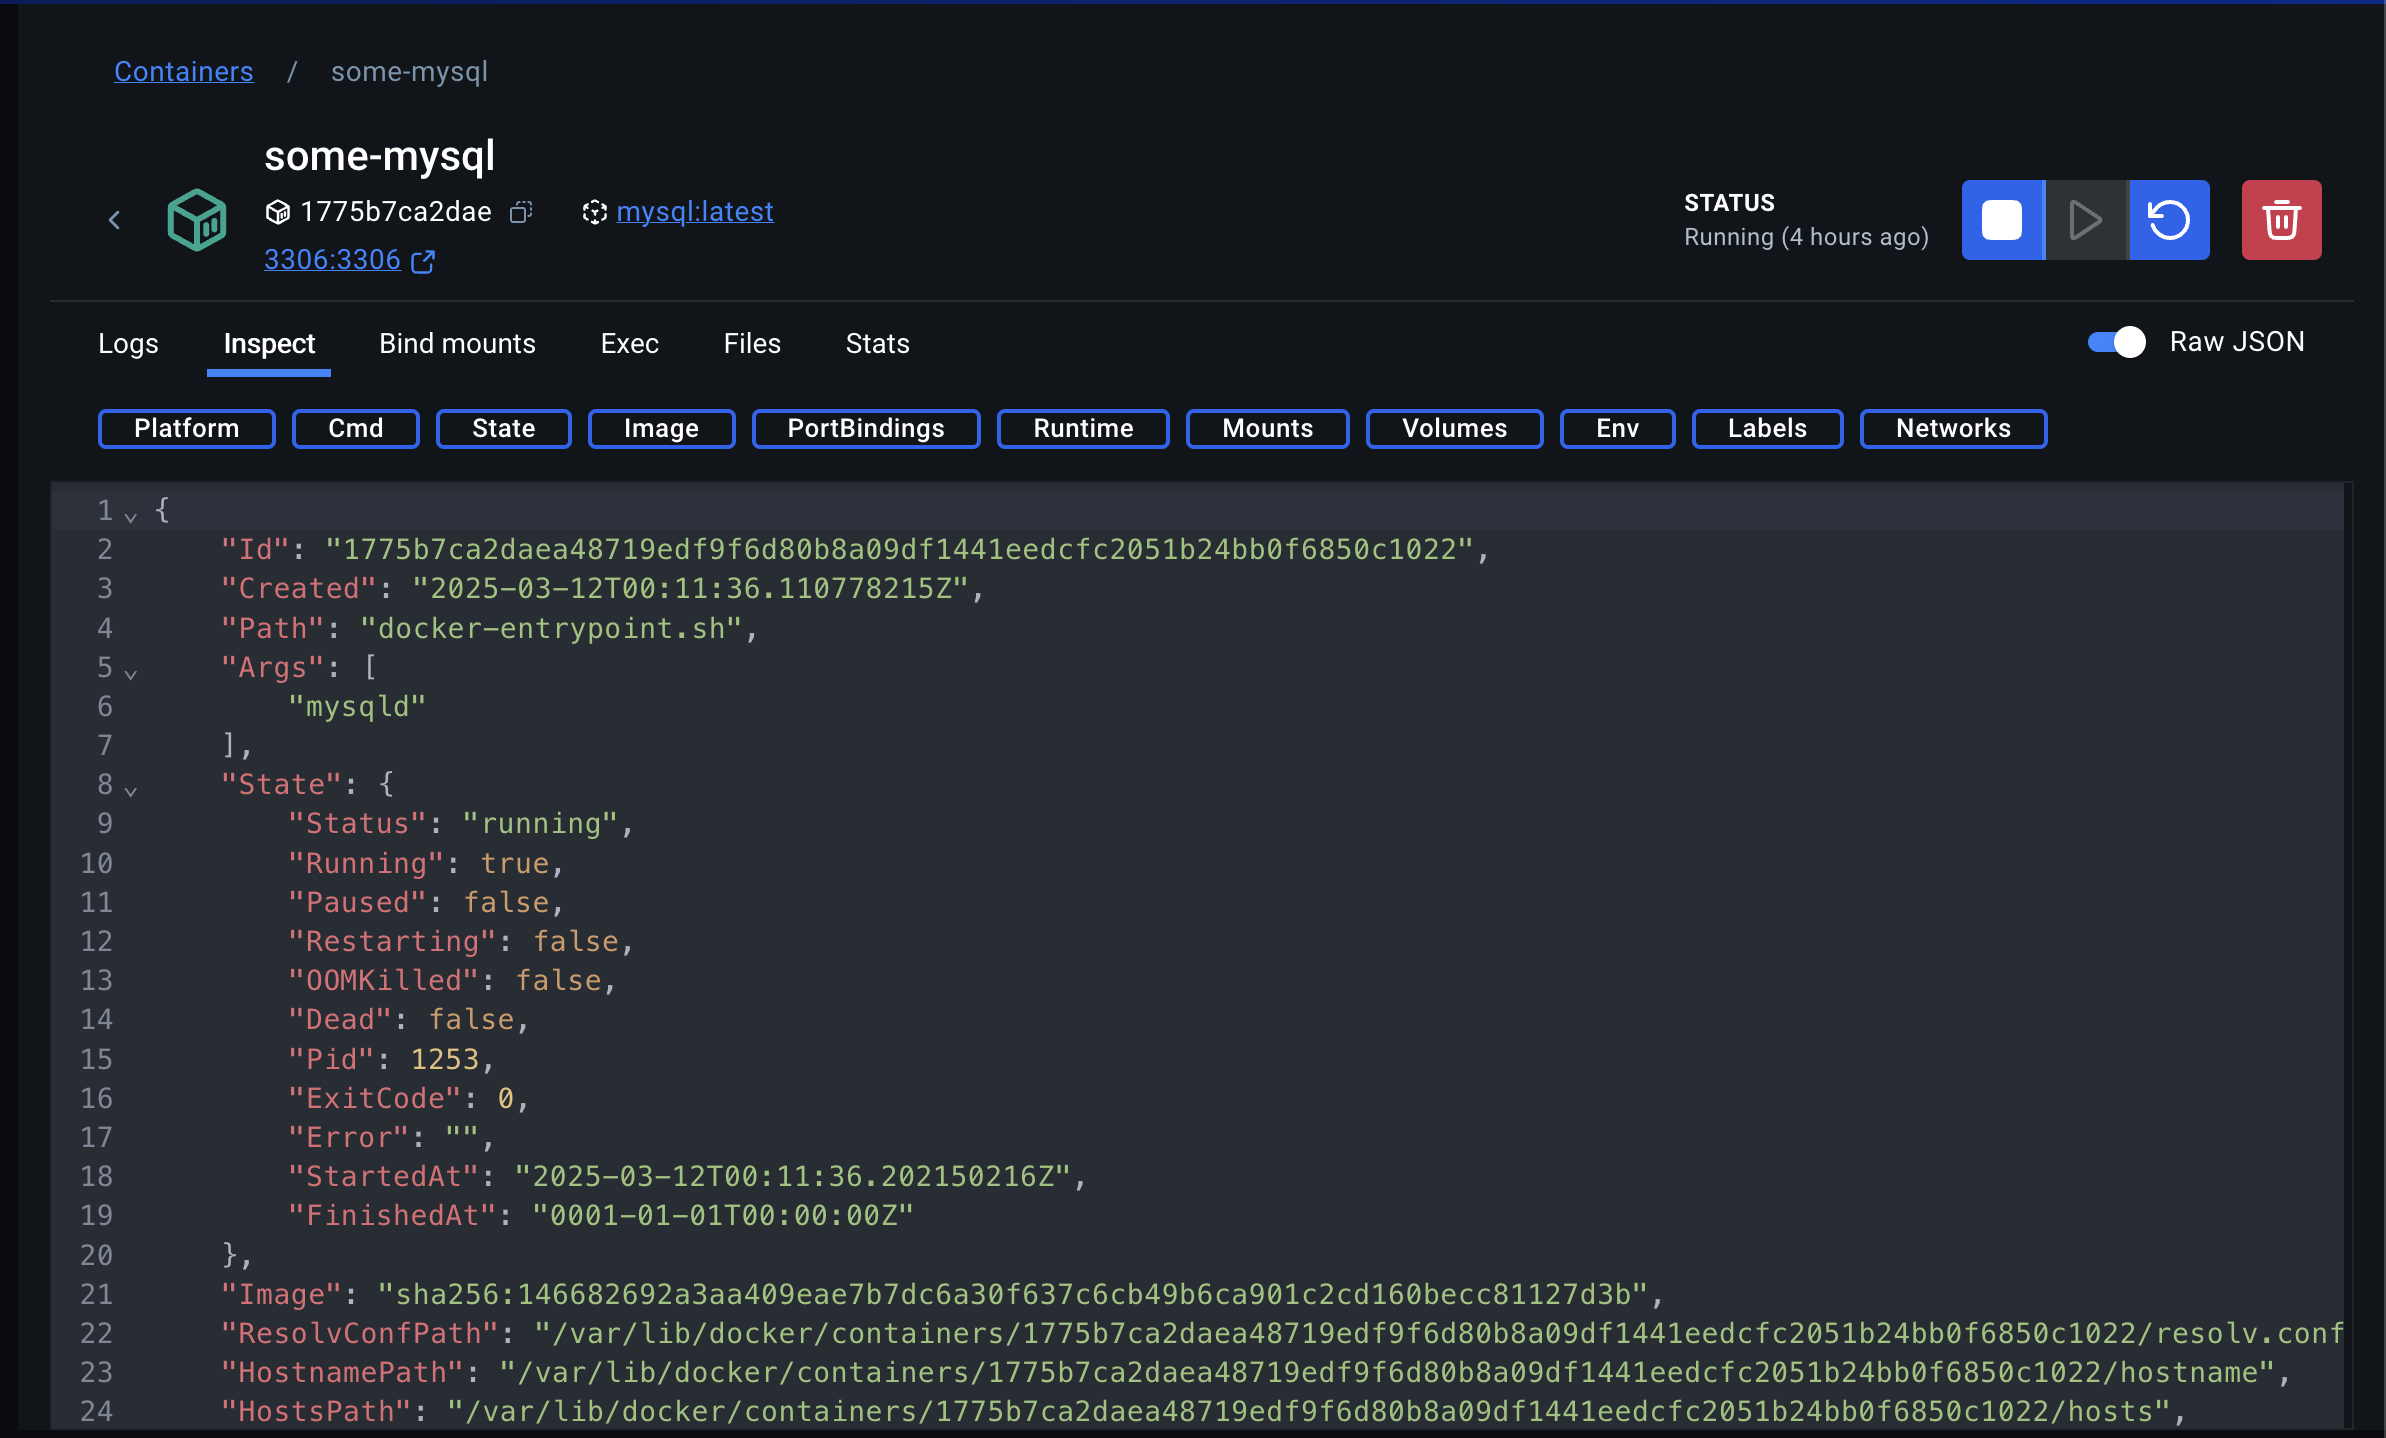 Containers / some-mysql
some-mysql
1775b7ca2dae mysql:latest
3306:3306
STATUS
Running (4 hours ago)
Logs Inspect Bind mounts Exec Files Stats Raw JSON
Platform Cmd State Image PortBindings Runtime Mounts Volumes Env Labels Networks
1 {
2 "Id": "1775b7ca2daea48719edf9f6d80b8a09df1441eedcfc2051b24bb0f6850c1022",
3 "Created": "2025-03-12T00:11:36.110778215Z",
4 "Path": "docker-entrypoint.sh",
5 "Args": [
6 "mysqld"
7 ],
8 "State": {
9 "Status": "running",
10 "Running": true,
11 "Paused": false,
12 "Restarting": false,
13 "OOMKilled": false,
14 "Dead": false,
15 "Pid": 1253,
16 "ExitCode": 0,
17 "Error": "",
18 "StartedAt": "2025-03-12T00:11:36.202150216Z",
19 "FinishedAt": "0001-01-01T00:00:00Z"
20 },
21 "Image": "sha256:146682692a3aa409eae7b7dc6a30f637c6cb49b6ca901c2cd160becc81127d3b",
22 "ResolvConfPath": "/var/lib/docker/containers/1775b7ca2daea48719edf9f6d80b8a09df1441eedcfc2051b24bb0f6850c1022/resolv.conf
23 "HostnamePath": "/var/lib/docker/containers/1775b7ca2daea48719edf9f6d80b8a09df1441eedcfc2051b24bb0f6850c1022/hostname",
24 "HostsPath": "/var/lib/docker/containers/1775b7ca2daea48719edf9f6d80b8a09df1441eedcfc2051b24bb0f6850c1022/hosts",